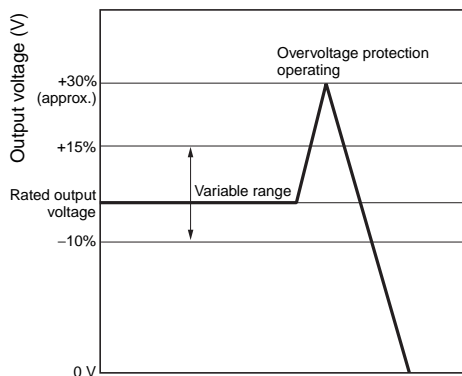 Output voltage (V)
Overvoltage protection
operating
+30%
(approx.)
+15%
Rated output
voltage
Variable range
–10%
0 V